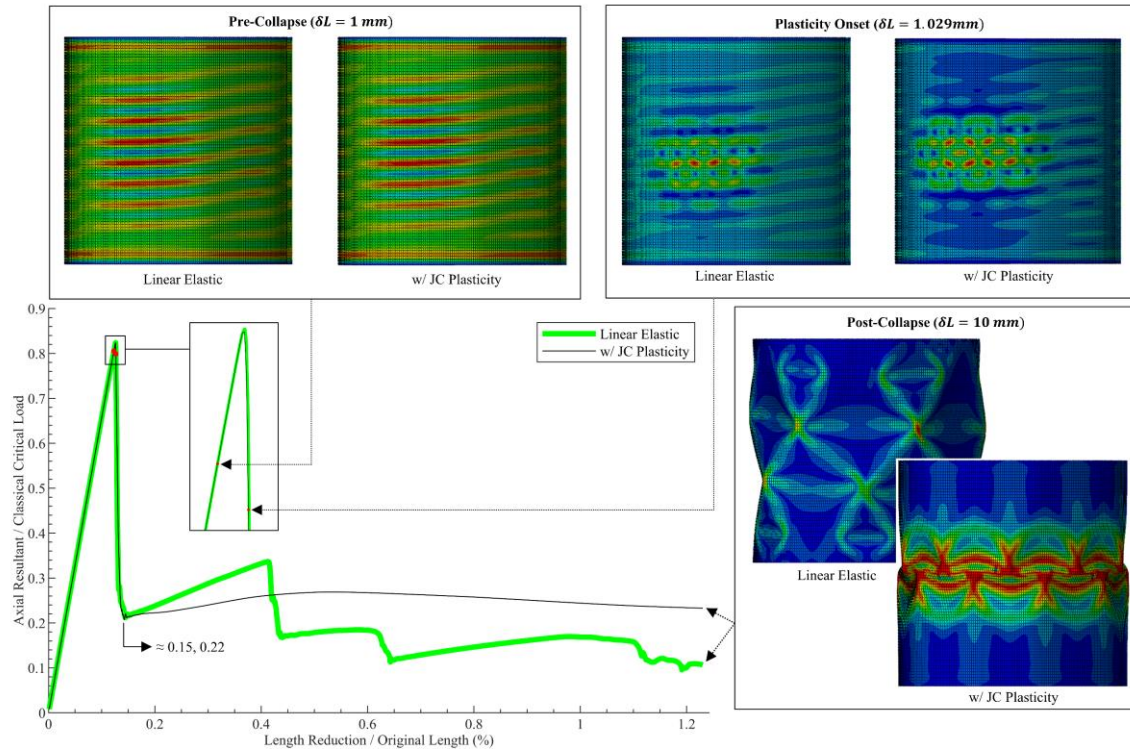 Pre-Collapse (δL = 1 mm)
Linear Elastic
w/ JC Plasticity
Plasticity Onset (δL = 1.029mm)
Linear Elastic
w/ JC Plasticity
Post-Collapse (δL = 10 mm)
Linear Elastic
w/ JC Plasticity
Linear Elastic
w/ JC Plasticity
≈ 0.15, 0.22
Axial Resultant / Classical Critical Load
0.9
0.8
0.7
0.6
0.5
0.4
0.3
0.2
0.1
0
0
0.2
0.4
0.6
0.8
1
1.2
Length Reduction / Original Length (%)